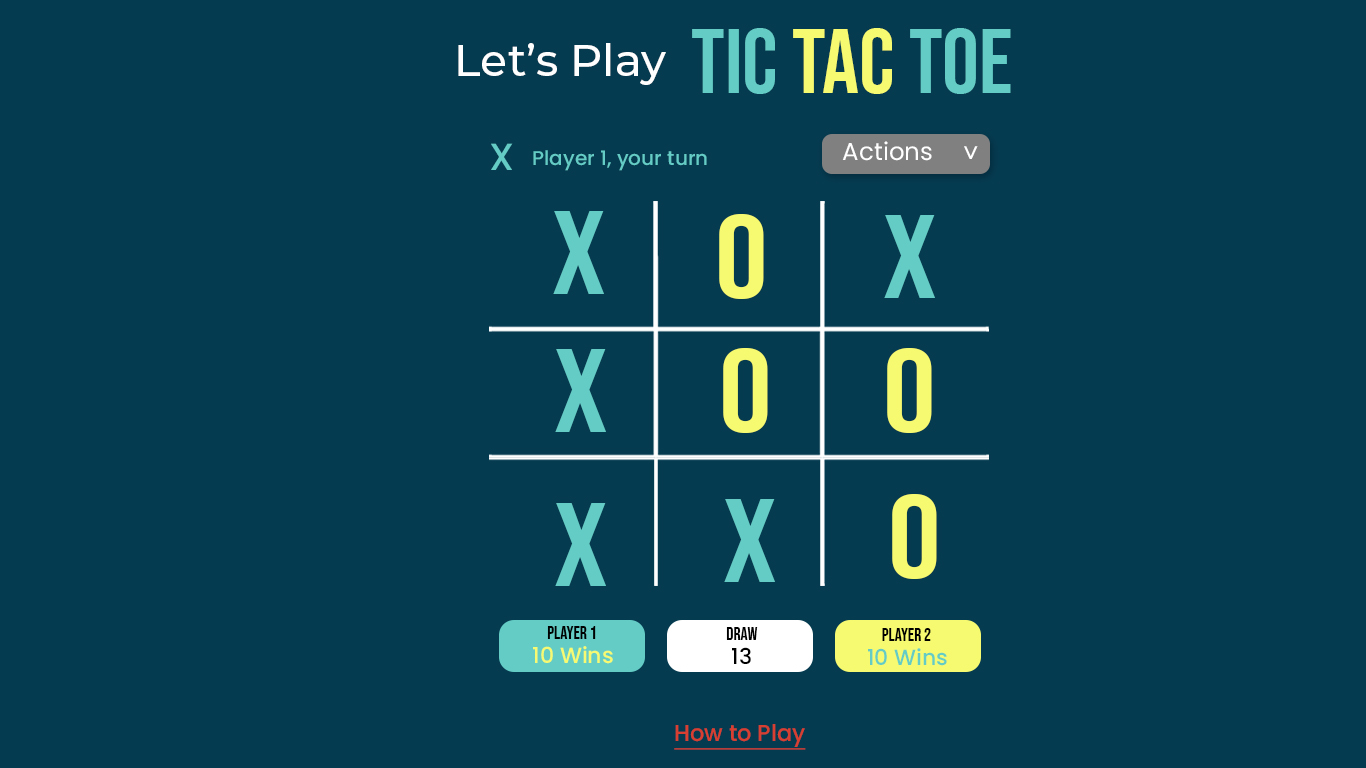 Let’s Play TIC TAC TOE
X Player 1, your turn
Actions V
X O X
X O O
X X O
PLAYER 1
10 Wins
DRAW
13
PLAYER 2
10 Wins
How to Play